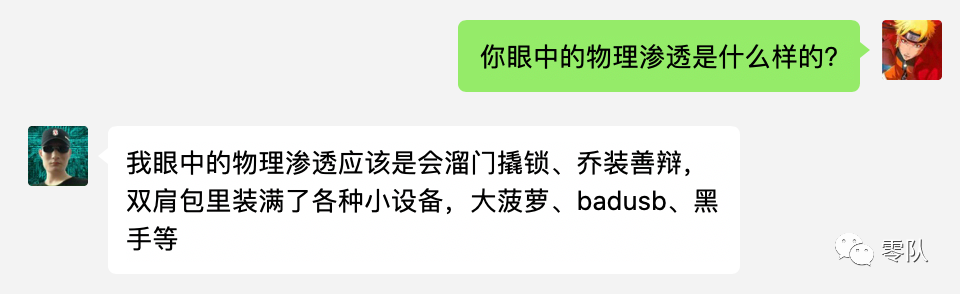 你眼中的物理渗透是什么样的?
我眼中的物理渗透应该是会溜门撬锁、乔装善辩，
双肩包里装满了各种小设备，大菠萝、badusb、黑
手等
零队